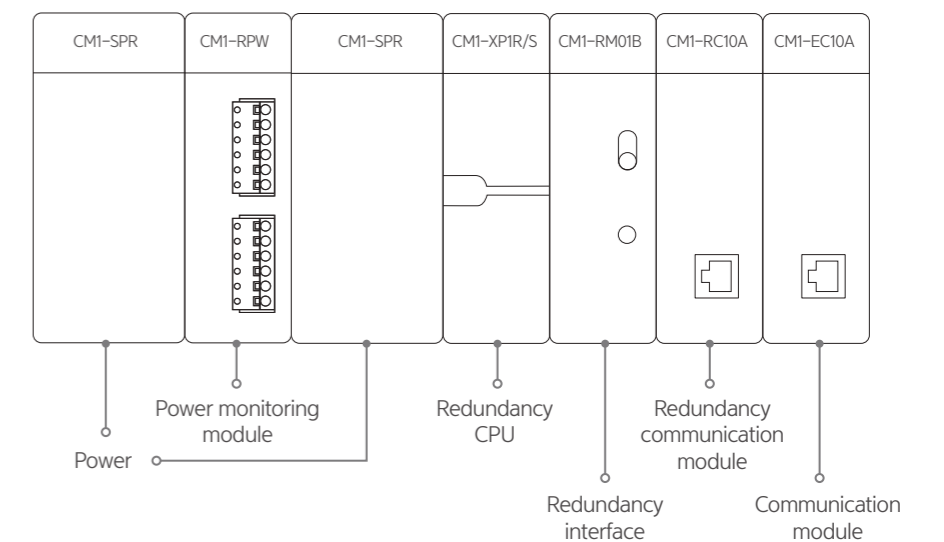 CM1-SPR
CM1-RPW
CM1-SPR
CM1-XP1R/S
CM1-RM01B
CM1-RC10A
CM1-EC10A
Power monitoring
module
Power
Redundancy
CPU
Redundancy
communication
module
Redundancy
interface
Communication
module